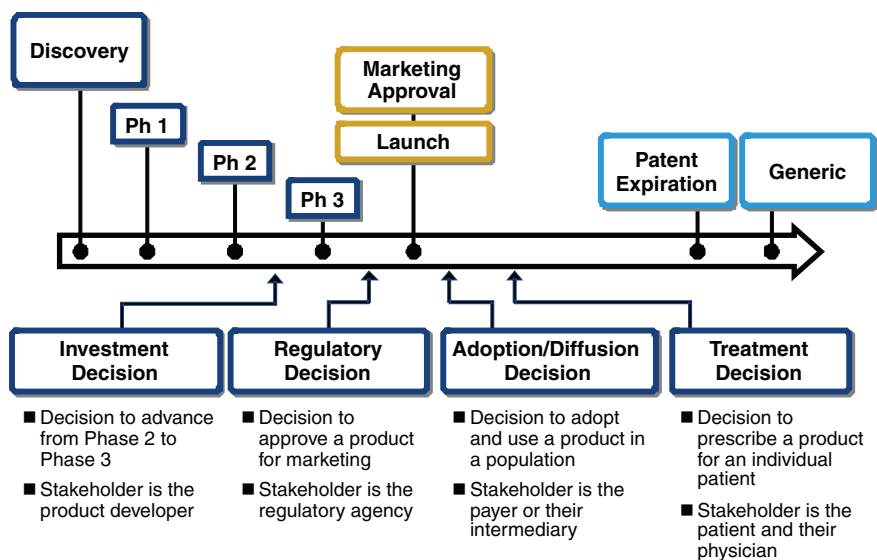 Discovery
Ph 1
Ph 2
Ph 3
Marketing
Approval
Launch
Patent
Expiration
Generic
Investment
Decision
■ Decision to advance
from Phase 2 to
Phase 3
■ Stakeholder is the
product developer
Regulatory
Decision
■ Decision to
approve a product
for marketing
■ Stakeholder is the
regulatory agency
Adoption/Diffusion
Decision
■ Decision to adopt
and use a product in
a population
■ Stakeholder is the
payer or their
intermediary
Treatment
Decision
■ Decision to
prescribe a product
for an individual
patient
■ Stakeholder is the
patient and their
physician